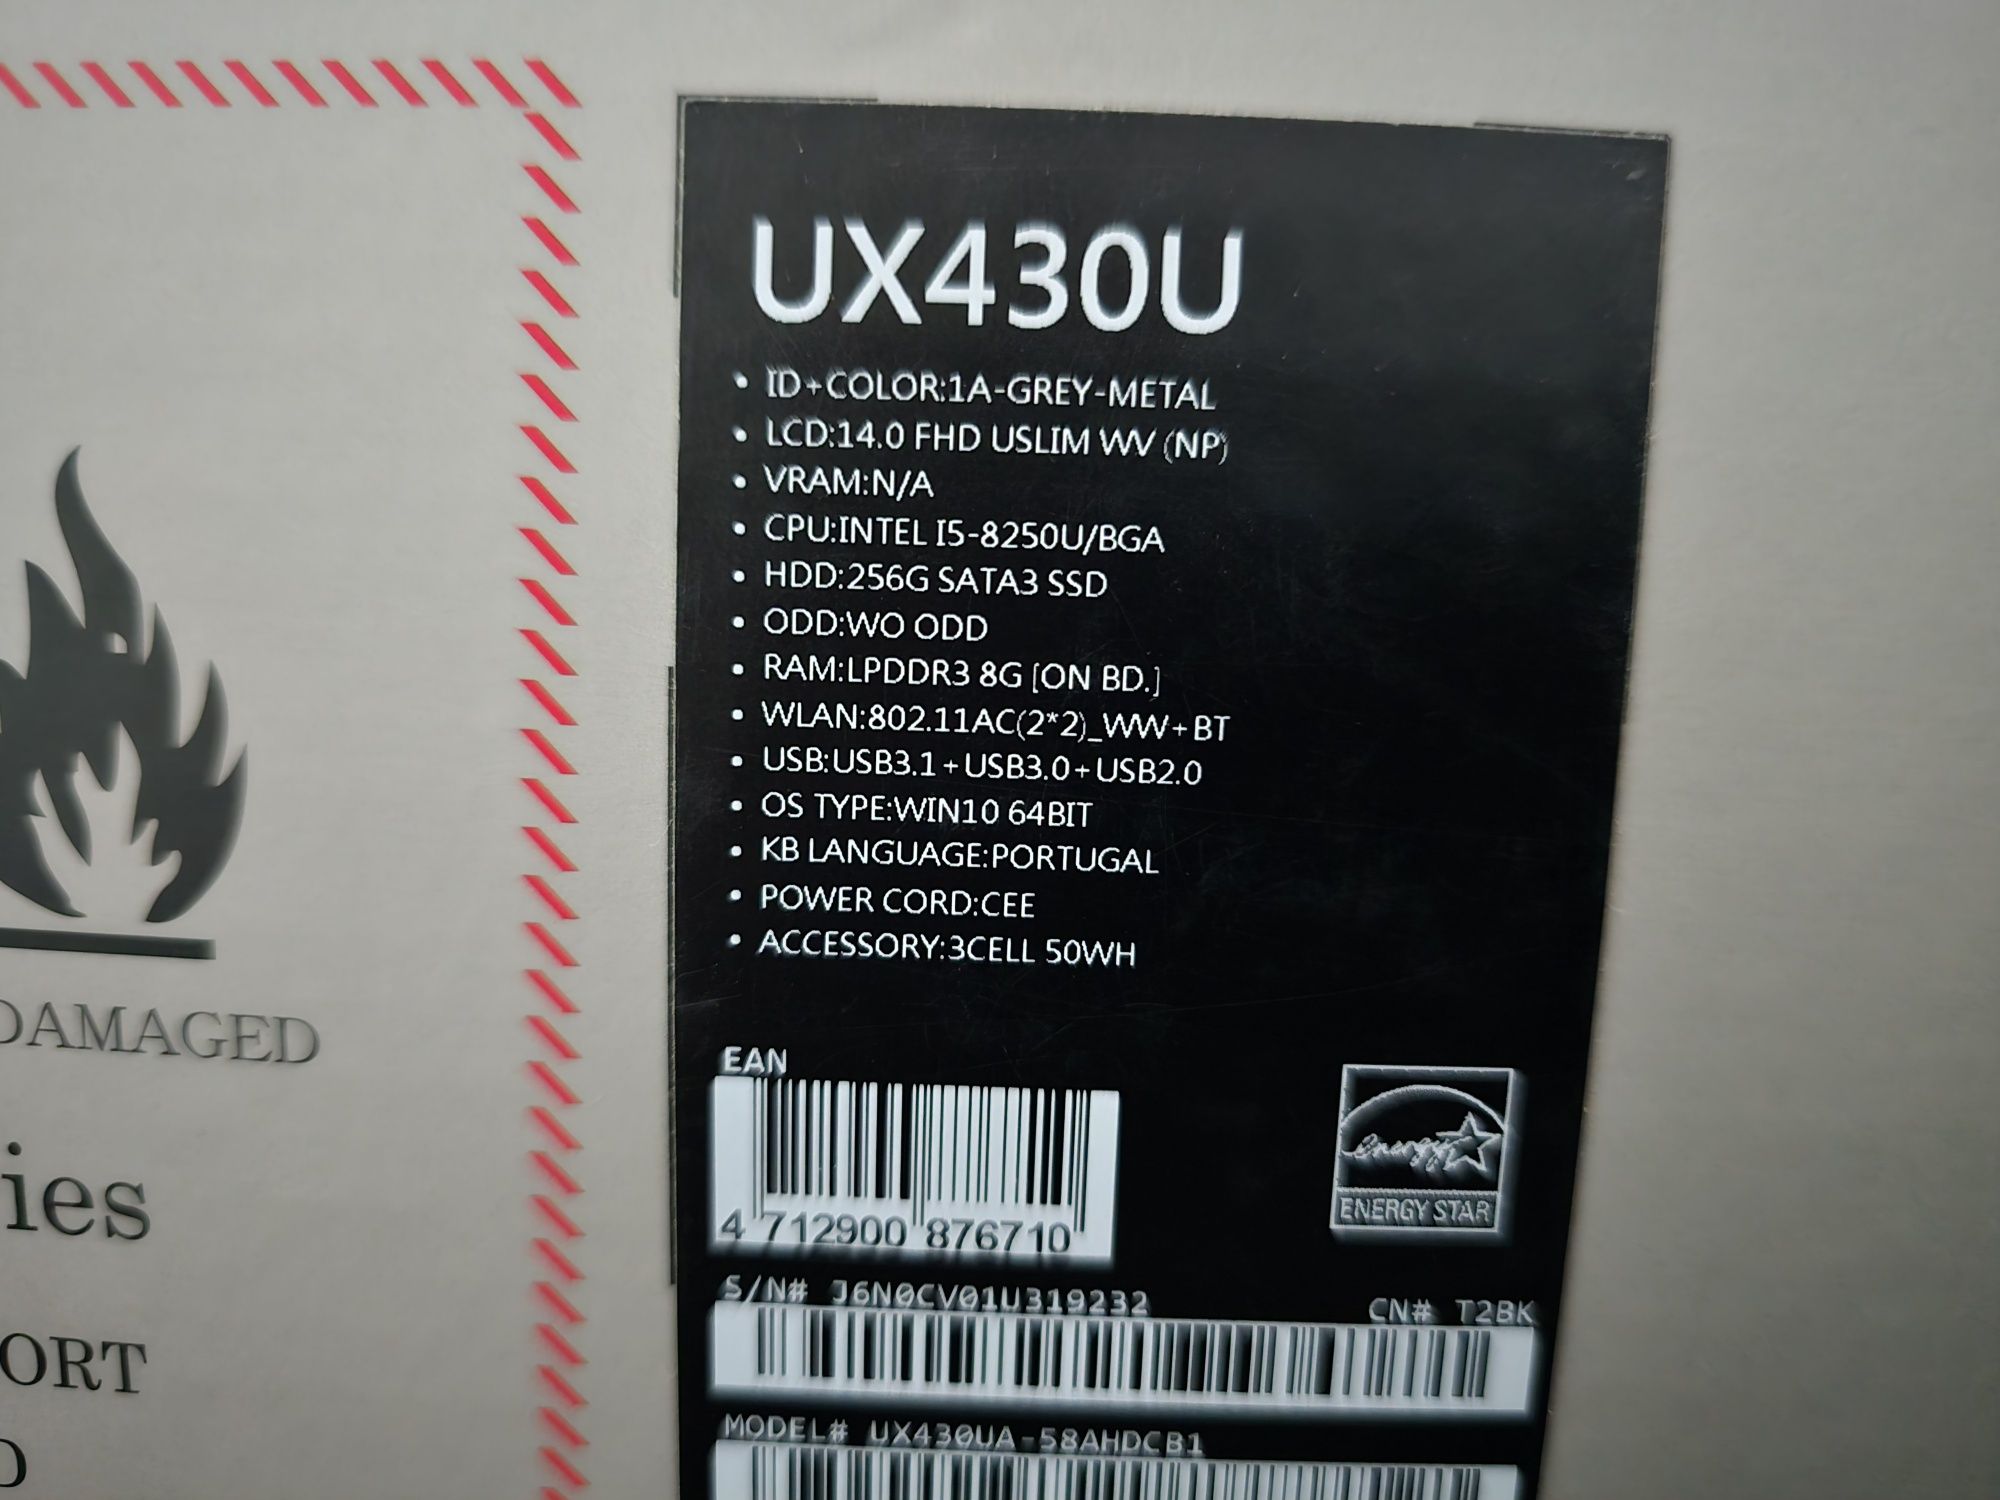 UX430U
• ID+COLOR:1A-GREY-METAL
• LCD:14.0 FHD USLIM WV (NP)
• VRAM:N/A
• CPU:INTEL I5-8250U/BGA
• HDD:256G SATA3 SSD
• ODD:WO ODD
• RAM:LPDDR3 8G [ON BD.]
• WLAN:802.11AC(2*2)_WW+BT
• USB:USB3.1+USB3.0+USB2.0
• OS TYPE:WIN10 64BIT
• KB LANGUAGE:PORTUGAL
• POWER CORD:CEE
• ACCESSORY:3CELL 50WH
EAN
4 712900 876710
energy
ENERGY STAR
S/N# J6N0CV01U319232
CN# T2BK
MODEL# UX430UA-58AHDCB1
DAMAGED
ies
ORT